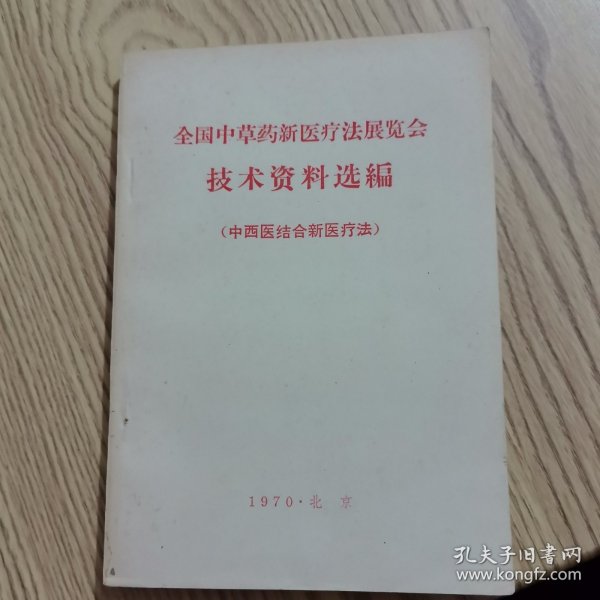 全国中草药新医疗法展览会
技术资料选編
（中西医结合新医疗法）
1970·北 京
孔夫子旧书网
www.kongfz.com